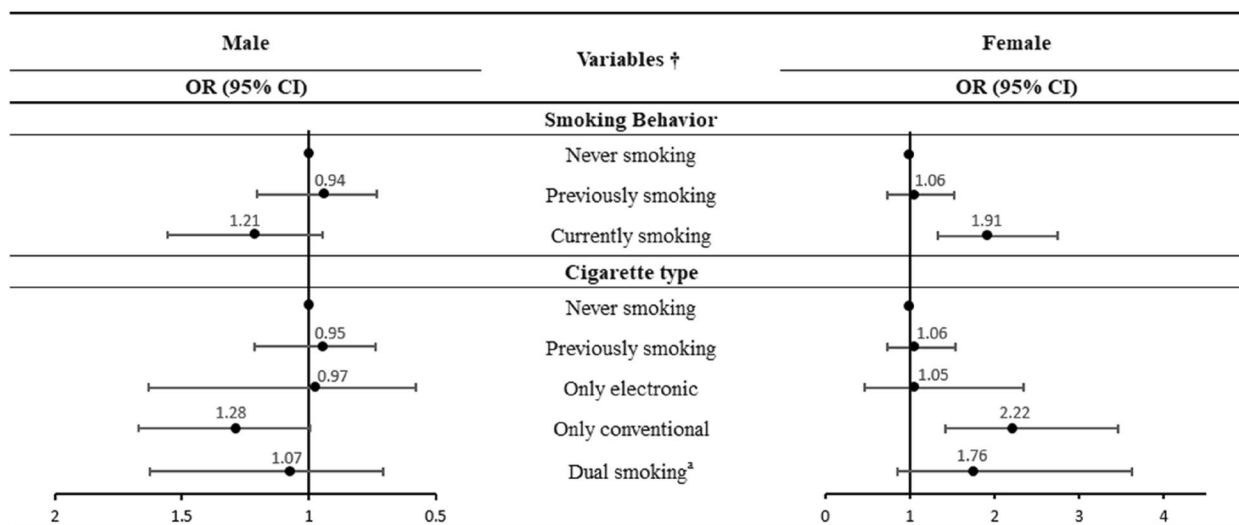 Male Variables † Female
OR (95% CI) OR (95% CI)
Smoking Behavior
Never smoking
0.94 Previously smoking 1.06
1.21 Currently smoking 1.91
Cigarette type
Never smoking
0.95 Previously smoking 1.06
0.97 Only electronic 1.05
1.28 Only conventional 2.22
1.07 Dual smokingª 1.76
2 1.5 1 0.5 0 1 2 3 4